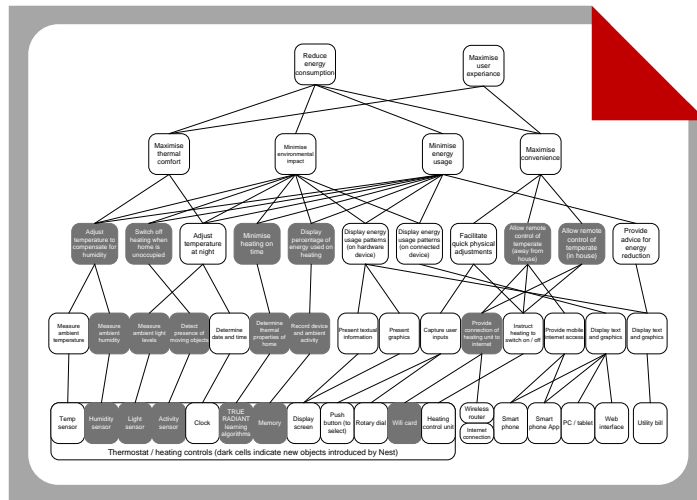 Reduce
energy
consumption
Maximise
user
experiance
Maximise
thermal
comfort
Minimise
environmental
impact
Minimise
energy
usage
Maximise
convenience
Adjust
temperature to
compensate for
humidity
Switch off
heating when
home is
unoccupied
Adjust
temperature
at night
Minimise
heating on
time
Display
percentage of
energy used on
heating
Display energy
usage patterns
(on hardware
device)
Display energy
usage patterns
(on connected
device)
Facilitate
quick physical
adjustments
Allow remote
control of
temperate
(away from
house)
Allow remote
control of
temperate
(in house)
Provide
advice for
energy
reduction
Measure
ambient
temperature
Measure
ambient
humidity
Measure
ambient light
levels
Detect
presence of
moving objects
Determine
date and time
Determine
thermal
properties of
home
Record device
and ambient
activity
Present textual
information
Present
graphics
Capture user
inputs
Provide
connection of
heating unit to
internet
Instruct
heating to
switch on / off
Provide mobile
internet access
Display text
and graphics
Display text
and graphics
Temp
sensor
Humidity
sensor
Light
sensor
Activity
sensor
Clock
TRUE
RADIANT
learning
algorithms
Memory
Display
screen
Push
button (to
select)
Rotary dial
Wifi card
Heating
control unit
Wireless
router
Internet
connection
Smart
phone
Smart
phone App
PC / tablet
Web
interface
Utility bill
Thermostat / heating controls (dark cells indicate new objects introduced by Nest)